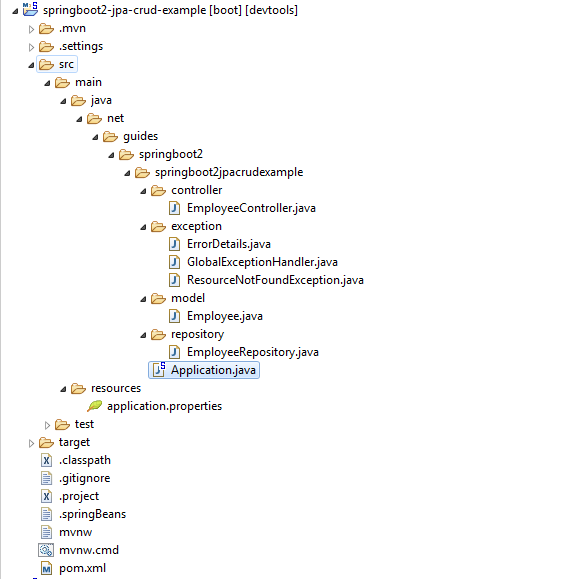 springboot2-jpa-crud-example [boot] [devtools]
.mvn
.settings
src
main
java
net
guides
springboot2
springboot2jpacrudexample
controller
EmployeeController.java
exception
ErrorDetails.java
GlobalExceptionHandler.java
ResourceNotFoundException.java
model
Employee.java
repository
EmployeeRepository.java
Application.java
resources
application.properties
test
target
.classpath
.gitignore
.project
.springBeans
mvnw
mvnw.cmd
pom.xml